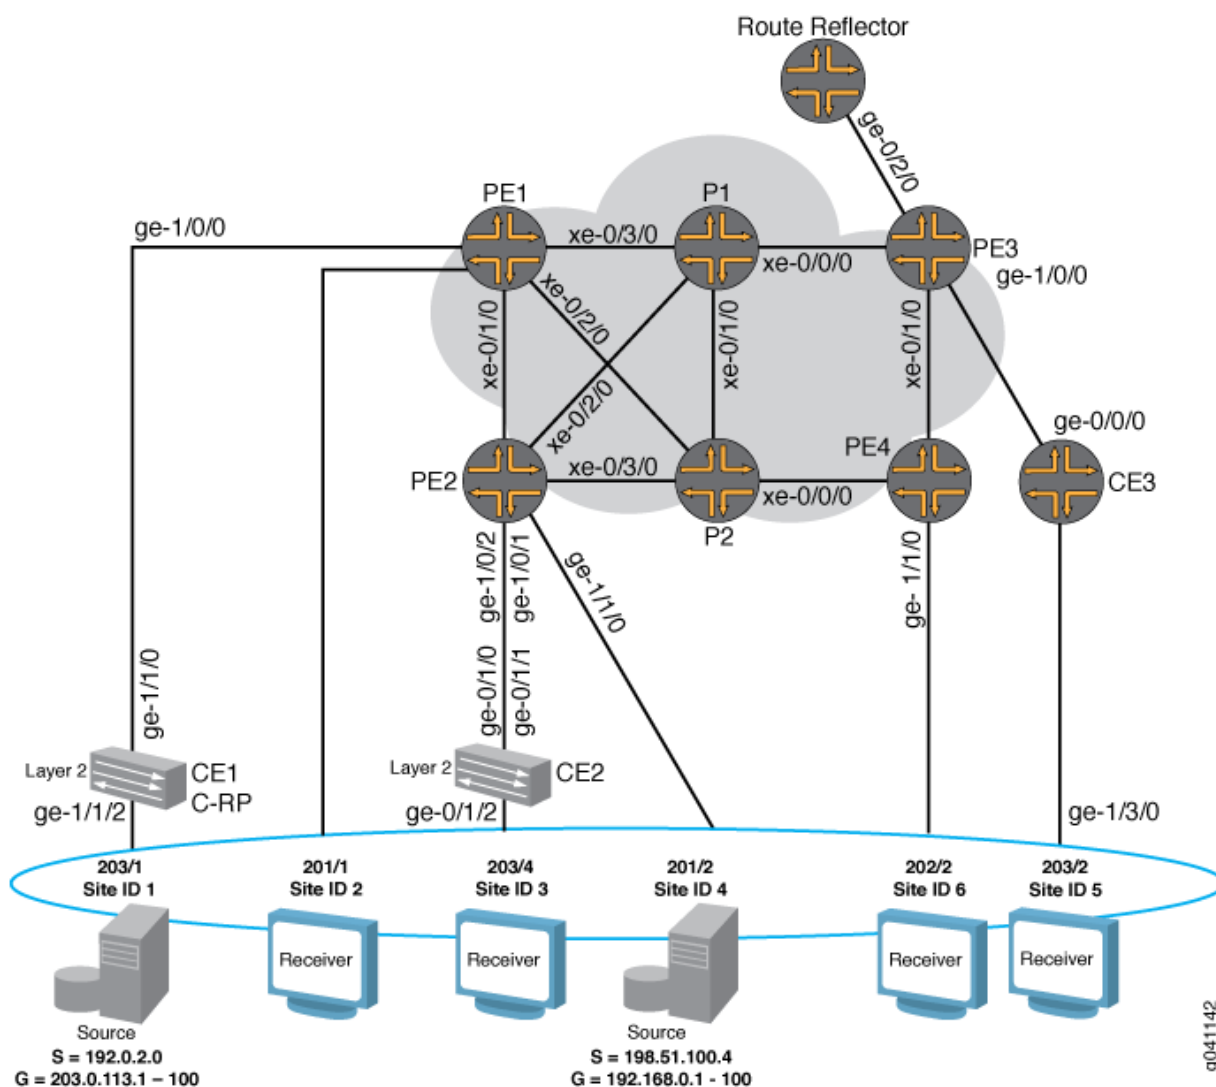 Route Reflector
ge-0/2/0
PE1
P1
ge-1/0/0
xe-0/3/0
xe-0/0/0
PE3
ge-1/0/0
xe-0/2/0
xe-0/1/0
xe-0/1/0
xe-0/1/0
xe-0/2/0
ge-0/0/0
PE4
PE2
xe-0/3/0
xe-0/0/0
CE3
P2
ge-1/0/2
ge-1/0/1
ge-1/1/0
ge- 1/1/0
ge-1/1/0
ge-0/1/0
ge-0/1/1
Layer 2
CE1
C-RP
Layer 2
CE2
ge-1/1/2
ge-0/1/2
ge-1/3/0
203/1
Site ID 1
201/1
Site ID 2
203/4
Site ID 3
201/2
Site ID 4
202/2
Site ID 6
203/2
Site ID 5
Receiver
Receiver
Receiver
Receiver
Source
S = 192.0.2.0
G = 203.0.113.1 – 100
Source
S = 198.51.100.4
G = 192.168.0.1 - 100
g041142